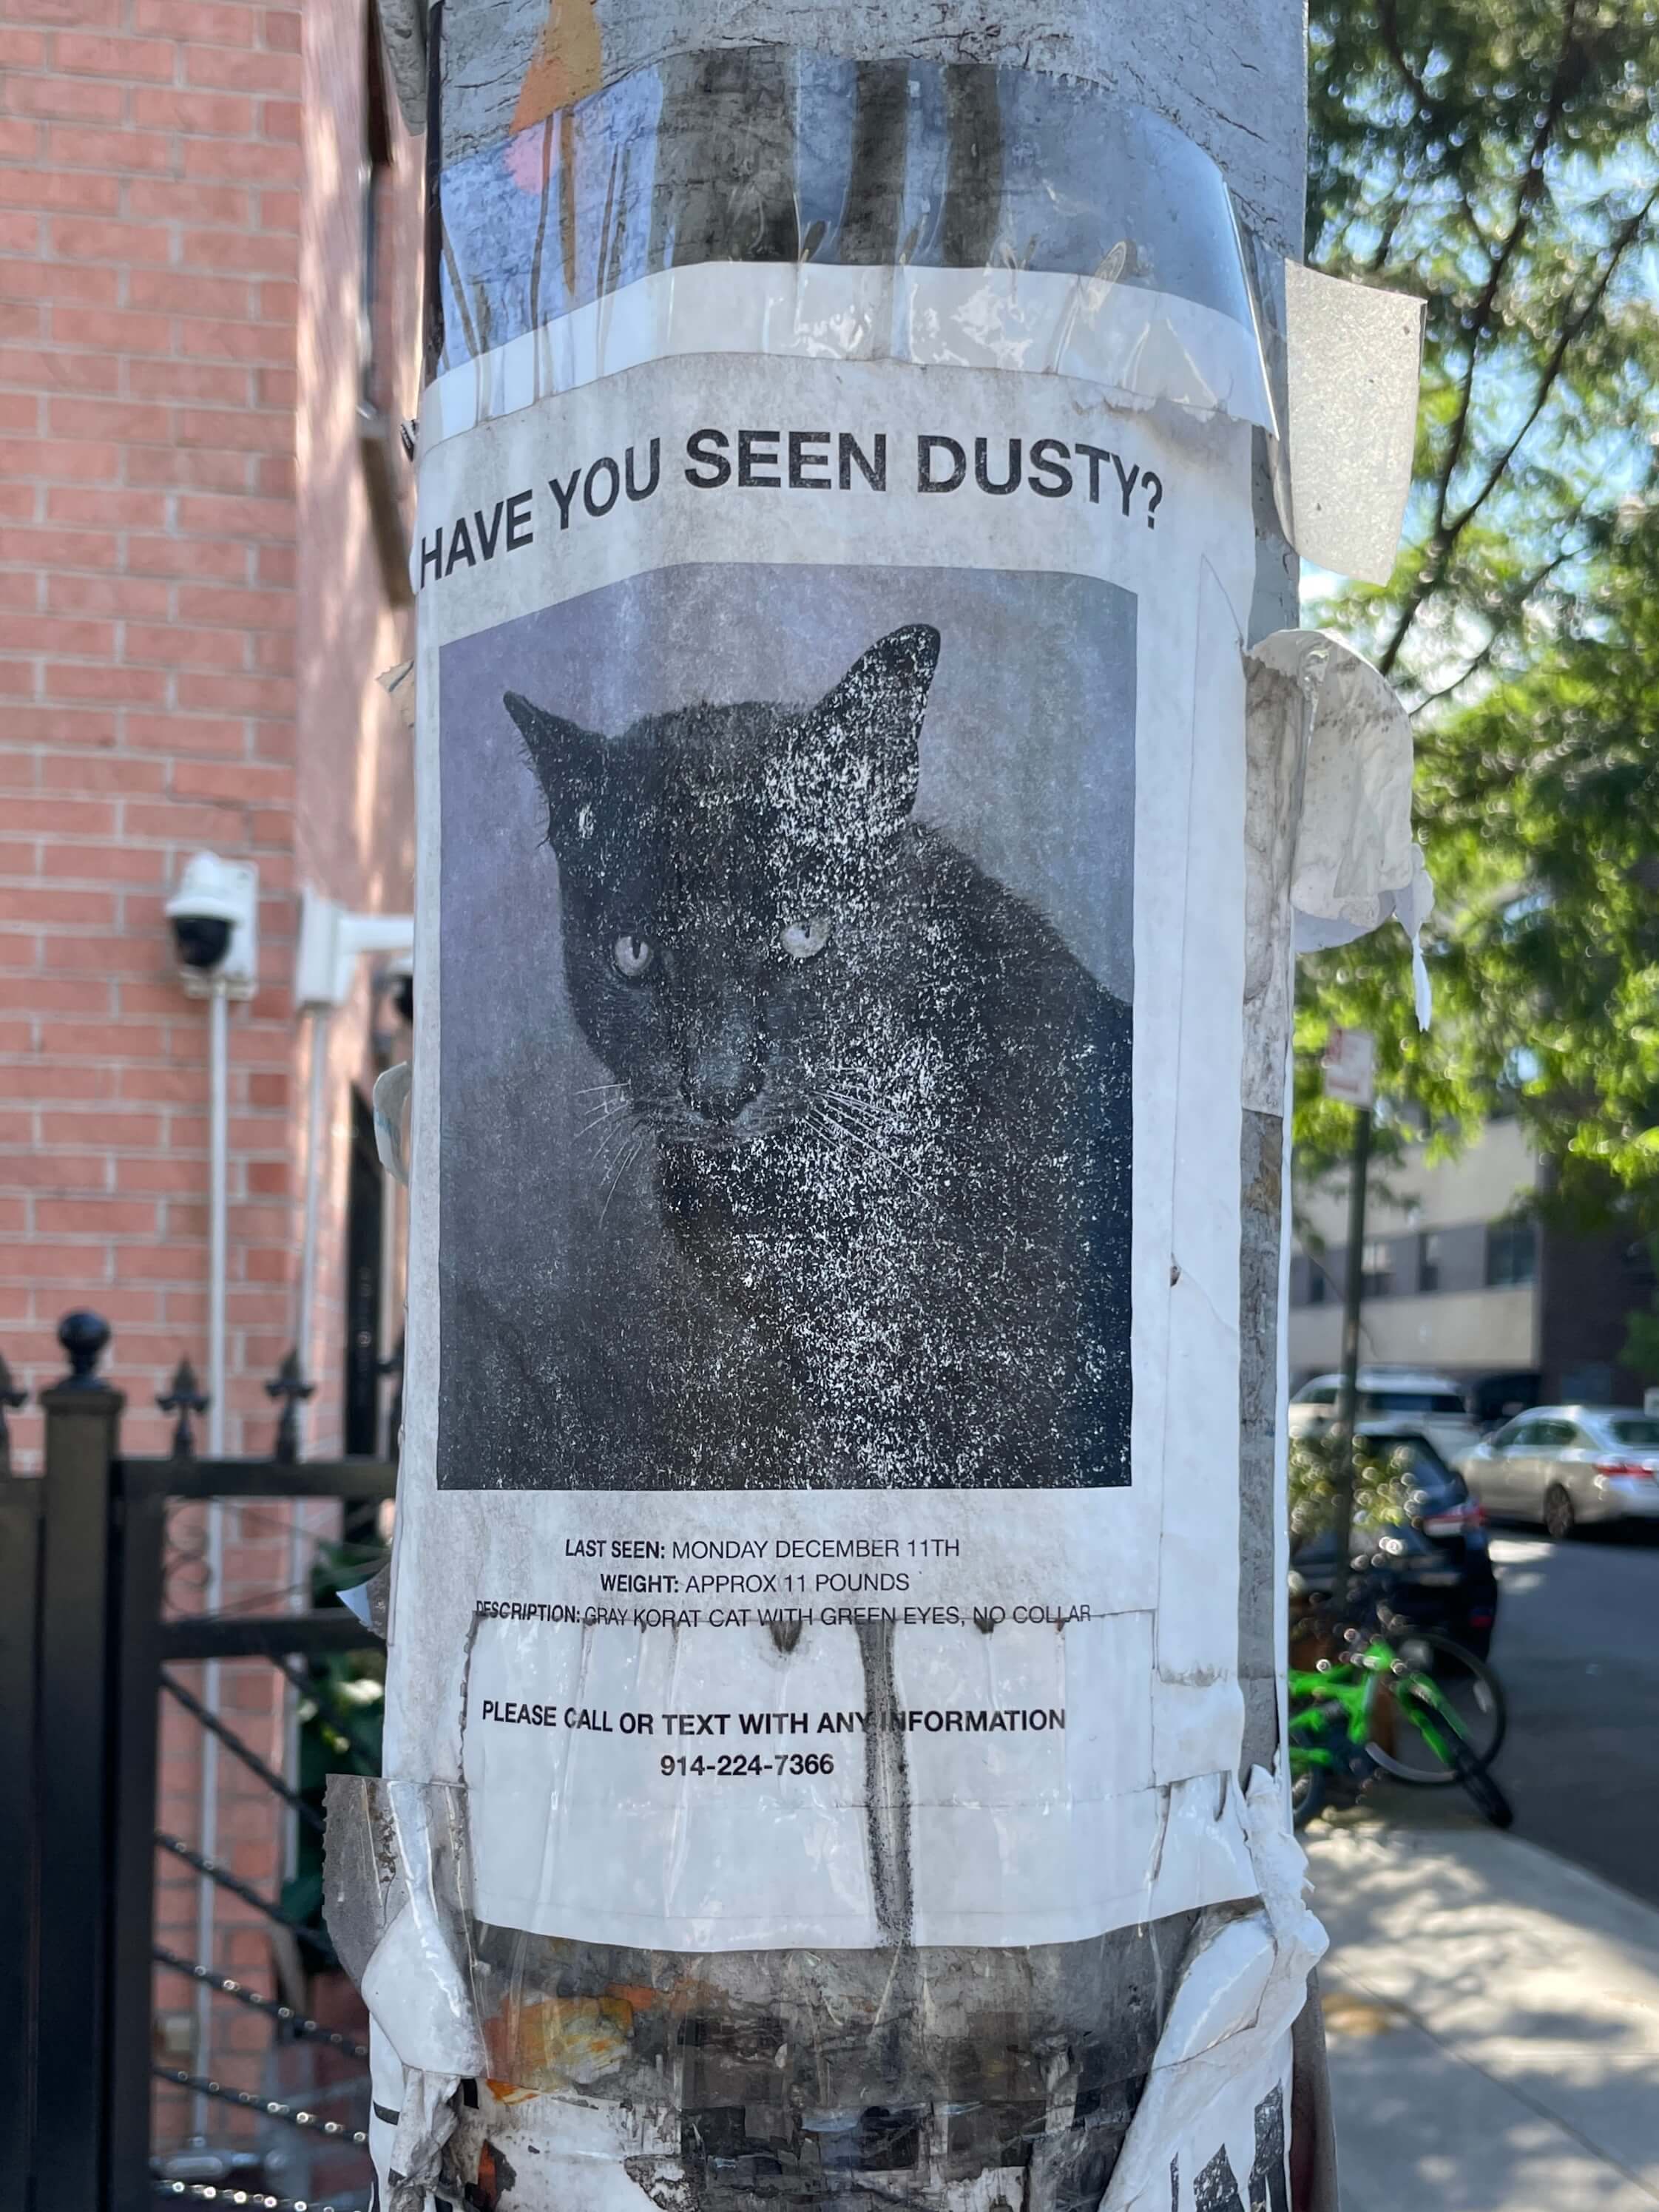 HAVE YOU SEEN DUSTY?
LAST SEEN: MONDAY DECEMBER 11TH
WEIGHT: APPROX 11 POUNDS
DESCRIPTION: GRAY KORAT CAT WITH GREEN EYES, NO COLLAR
PLEASE CALL OR TEXT WITH ANY INFORMATION
914-224-7366